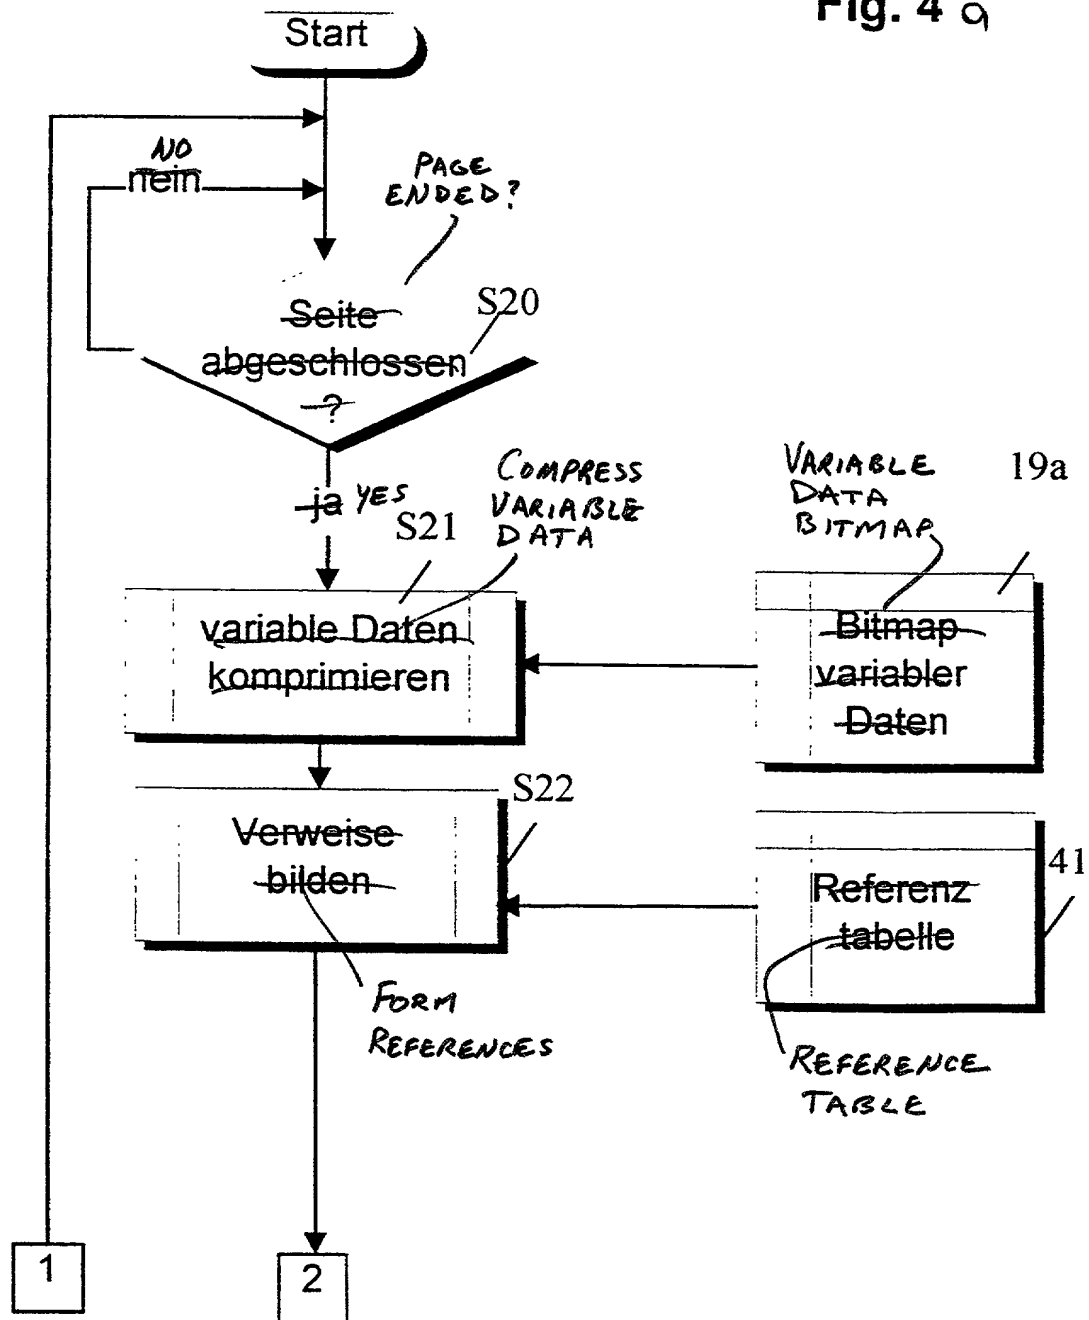 Fig. 4 a
Start
NO
nein
PAGE
ENDED?
Seite
abgeschlossen
?
S20
ja YES
S21
COMPRESS
VARIABLE
DATA
VARIABLE
DATA
BITMAP
19a
variable Daten
komprimieren
Bitmap
variabler
Daten
S22
Verweise
bilden
Referenz
tabelle
41
FORM
REFERENCES
REFERENCE
TABLE
1
2